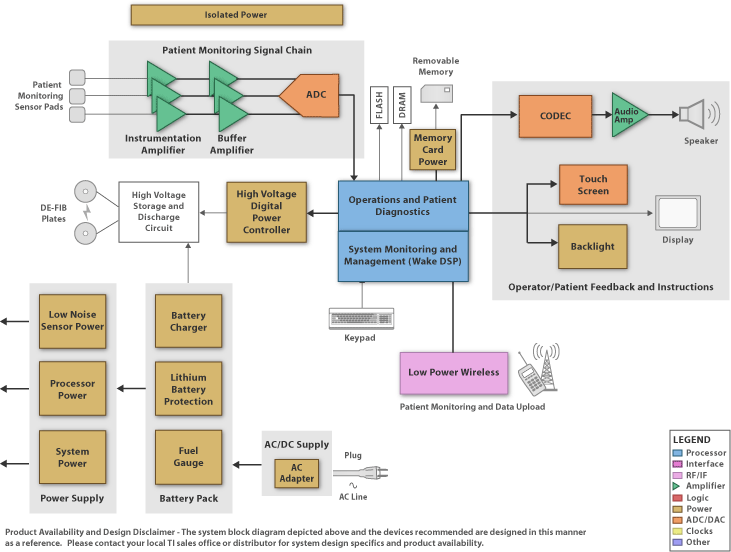 Isolated Power
Patient Monitoring Signal Chain
Patient
Monitoring
Sensor Pads
ADC
Instrumentation
Amplifier
Buffer
Amplifier
FLASH
DRAM
Removable
Memory
Memory
Card
Power
CODEC
Audio
Amp
Speaker
Touch
Screen
Display
Backlight
Operator/Patient Feedback and Instructions
DE-FIB
Plates
High Voltage
Storage and
Discharge
Circuit
High Voltage
Digital
Power
Controller
Operations and Patient
Diagnostics
System Monitoring and
Management (Wake DSP)
Keypad
Low Power Wireless
Patient Monitoring and Data Upload
Low Noise
Sensor Power
Processor
Power
System
Power
Power Supply
Battery
Charger
Lithium
Battery
Protection
Fuel
Gauge
Battery Pack
AC/DC Supply
AC
Adapter
Plug
AC Line
LEGEND
Processor
Interface
RF/IF
Amplifier
Logic
Power
ADC/DAC
Clocks
Other
Product Availability and Design Disclaimer - The system block diagram depicted above and the devices recommended are designed in this manner
as a reference. Please contact your local TI sales office or distributor for system design specifics and product availability.